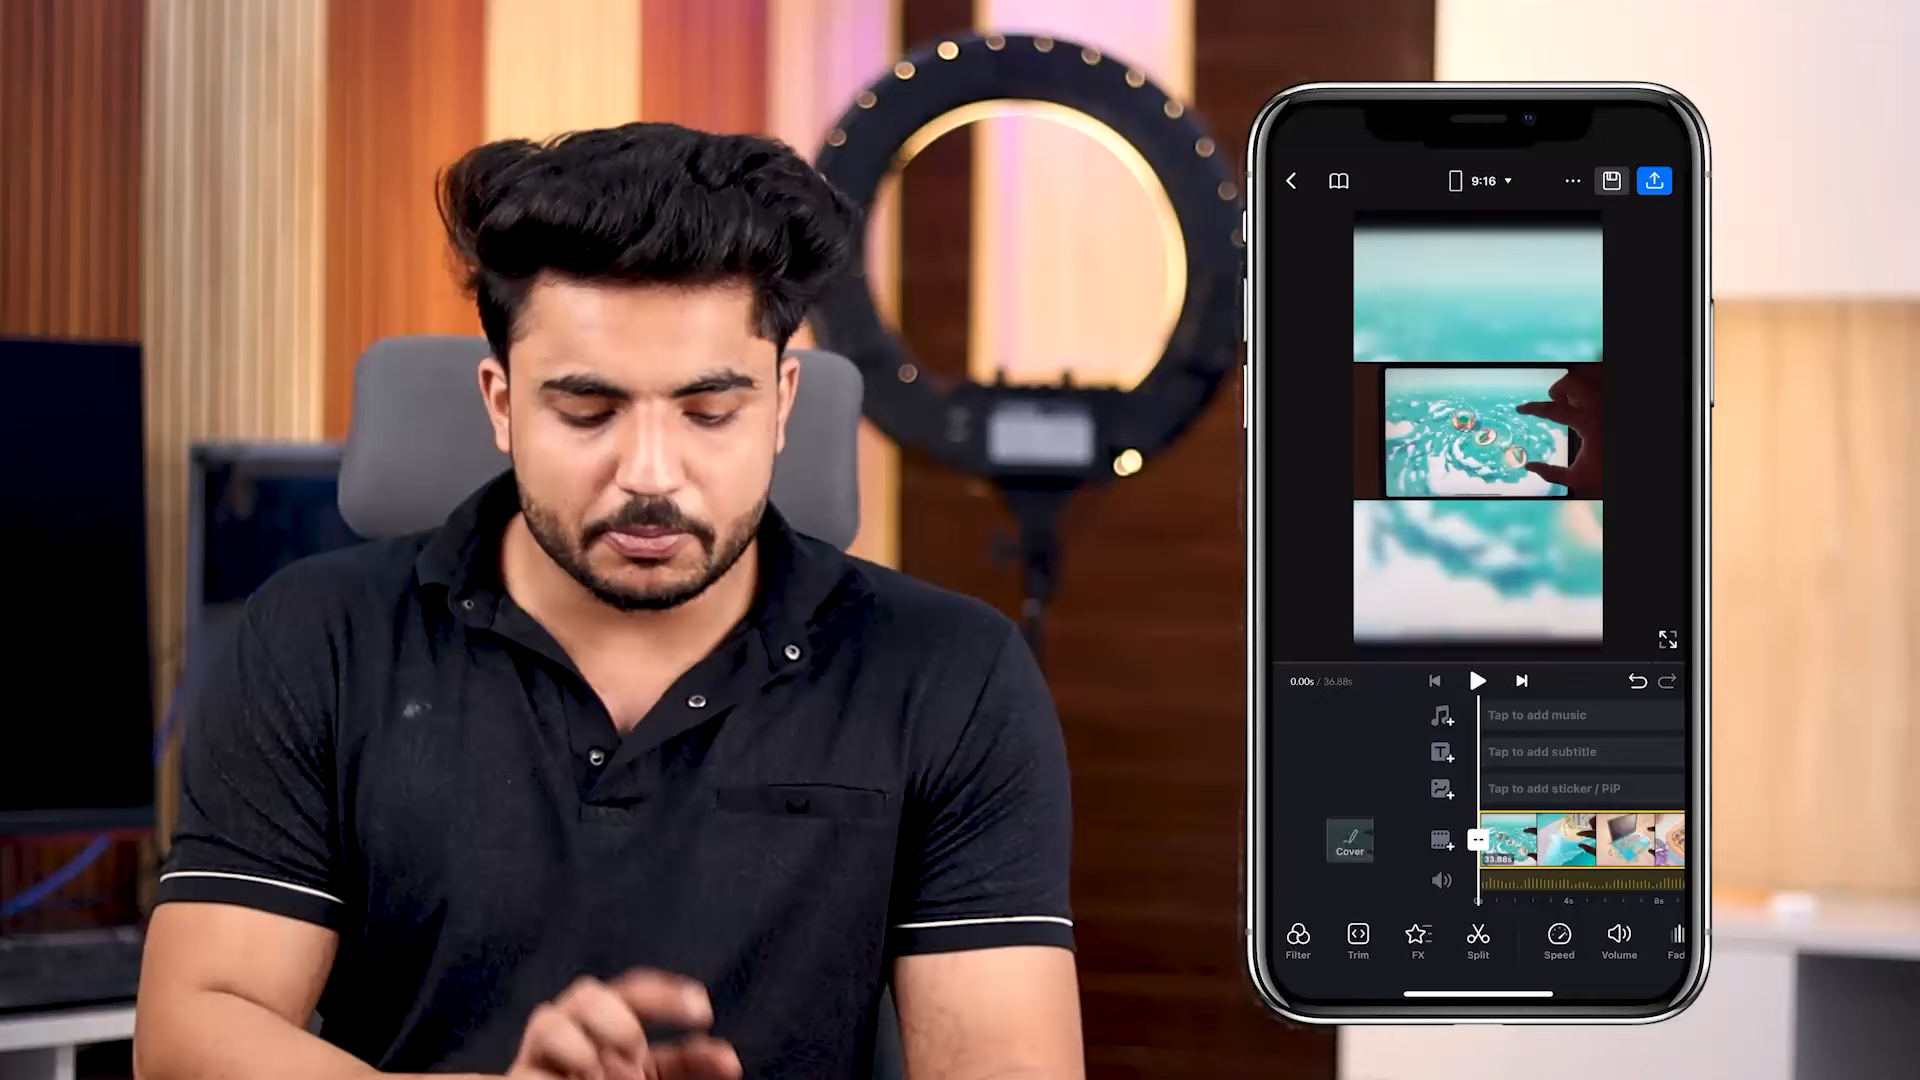 9:16
0.00s / 36.88s
Tap to add music
Tap to add subtitle
Tap to add sticker / PiP
Cover
33.88s
4s
8s
Filter
Trim
FX
Split
Speed
Volume
Fad